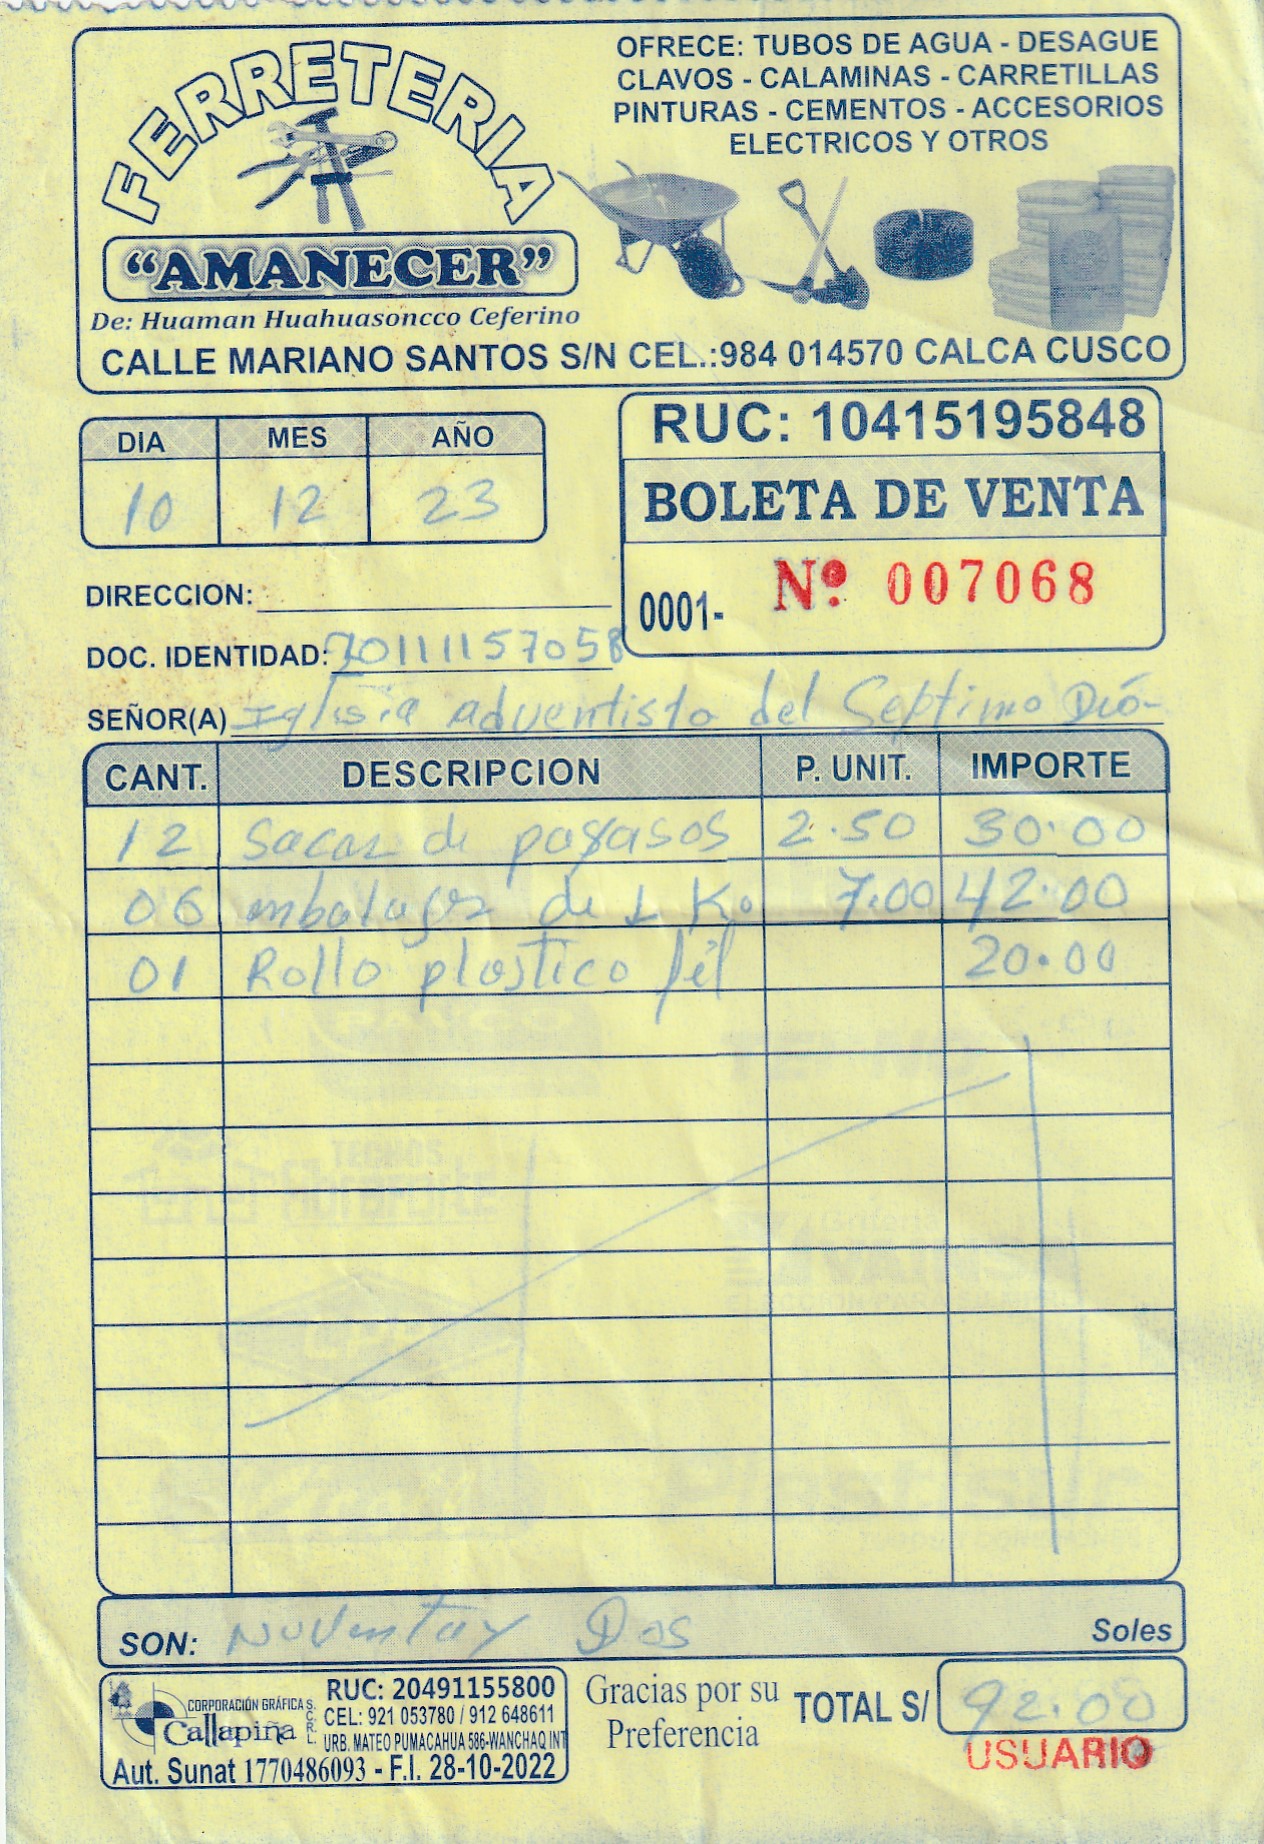 FERRETERIA
"AMANECER"
De: Huaman Huahuasoncco Ceferino
OFRECE: TUBOS DE AGUA - DESAGUE
CLAVOS - CALAMINAS - CARRETILLAS
PINTURAS - CEMENTOS - ACCESORIOS
ELECTRICOS Y OTROS
CALLE MARIANO SANTOS S/N CEL.:984 014570 CALCA CUSCO
DIA MES AÑO
10 12 23
RUC: 10415195848
BOLETA DE VENTA
0001- Nº. 007068
DIRECCION:
DOC. IDENTIDAD: 20111157058
SEÑOR(A) Iglesia adventista del Septimo Día-
CANT. DESCRIPCION P. UNIT. IMPORTE
12 Sacos de 2.50 30.00
06 embalajes de 1 K. 7.00 42.00
01 Rollo plastico fil 20.00
SON: Noventa y Dos Soles
CORPORACIÓN GRÁFICA S.C.R.L.
Callapiña
RUC: 20491155800
CEL: 921 053780 / 912 648611
URB. MATEO PUMACAHUA 586-WANCHAQ INT
Aut. Sunat 1770486093 - F.I. 28-10-2022
Gracias por su
Preferencia
TOTAL S/ 92.00
USUARIO